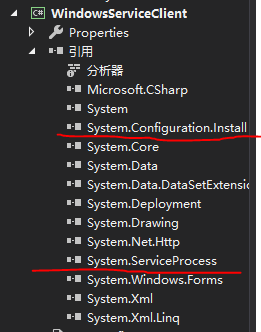 WindowsServiceClient
C# Properties
引用
分析器
Microsoft.CSharp
System
System.Configuration.Install
System.Core
System.Data
System.Data.DataSetExtensio
System.Deployment
System.Drawing
System.Net.Http
System.ServiceProcess
System.Windows.Forms
System.Xml
System.Xml.Linq